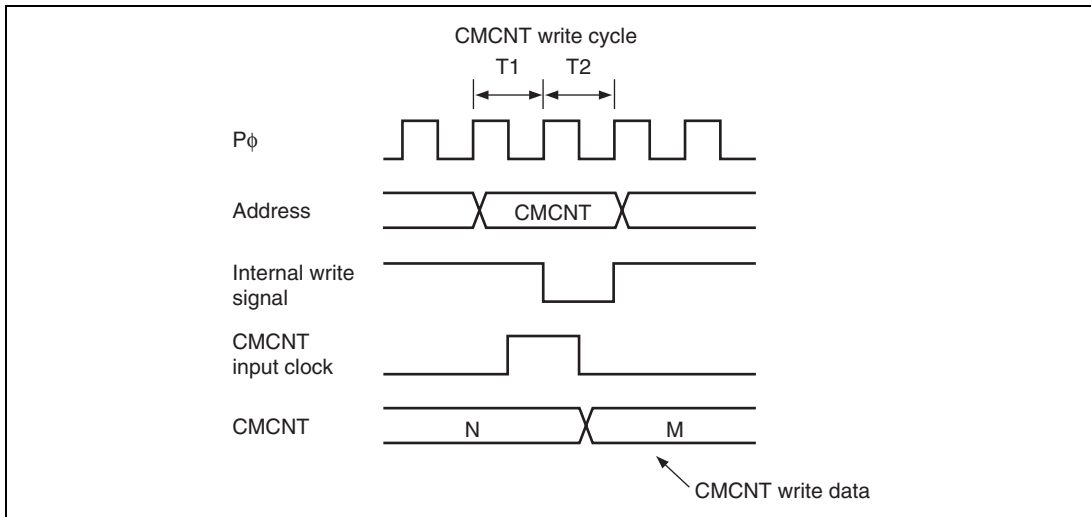 CMCNT write cycle
T1 T2
Pφ
Address
CMCNT
Internal write
signal
CMCNT
input clock
CMCNT
N M
CMCNT write data